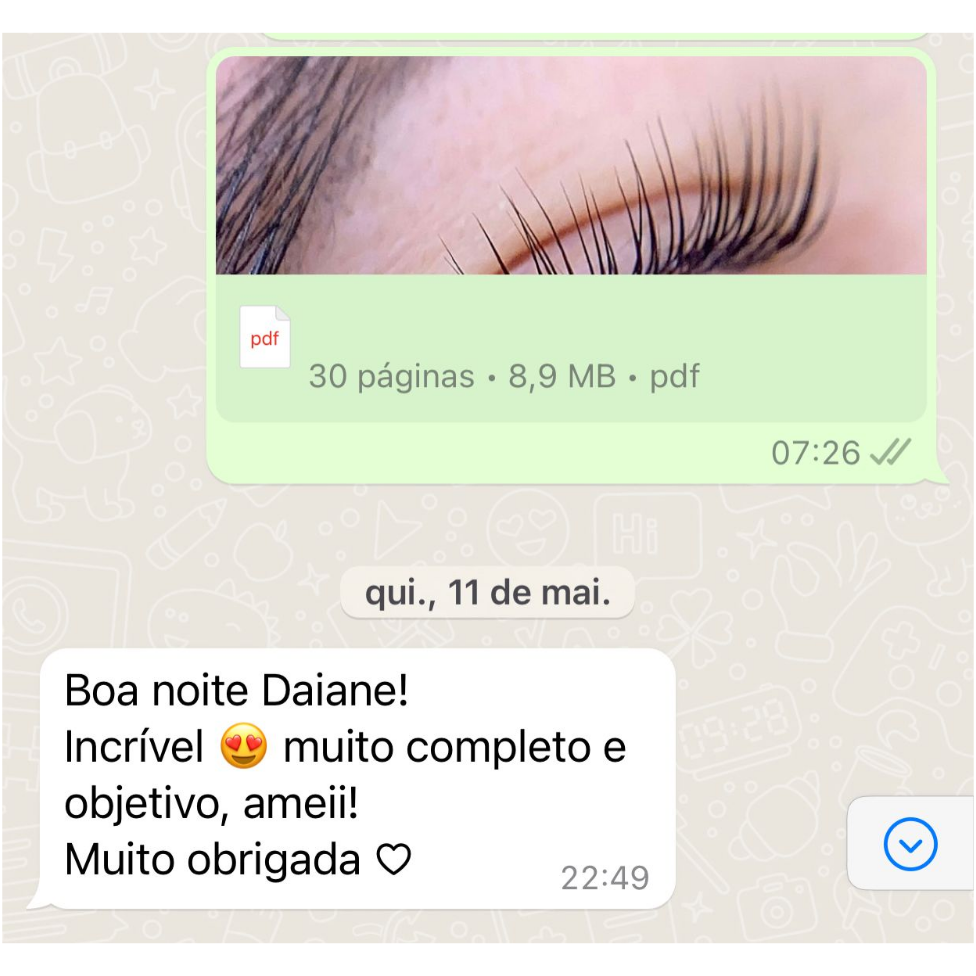 pdf
30 páginas • 8,9 MB • pdf
07:26
qui., 11 de mai.
Boa noite Daiane!
Incrível 😍 muito completo e
objetivo, ameii!
Muito obrigada ♡
22:49